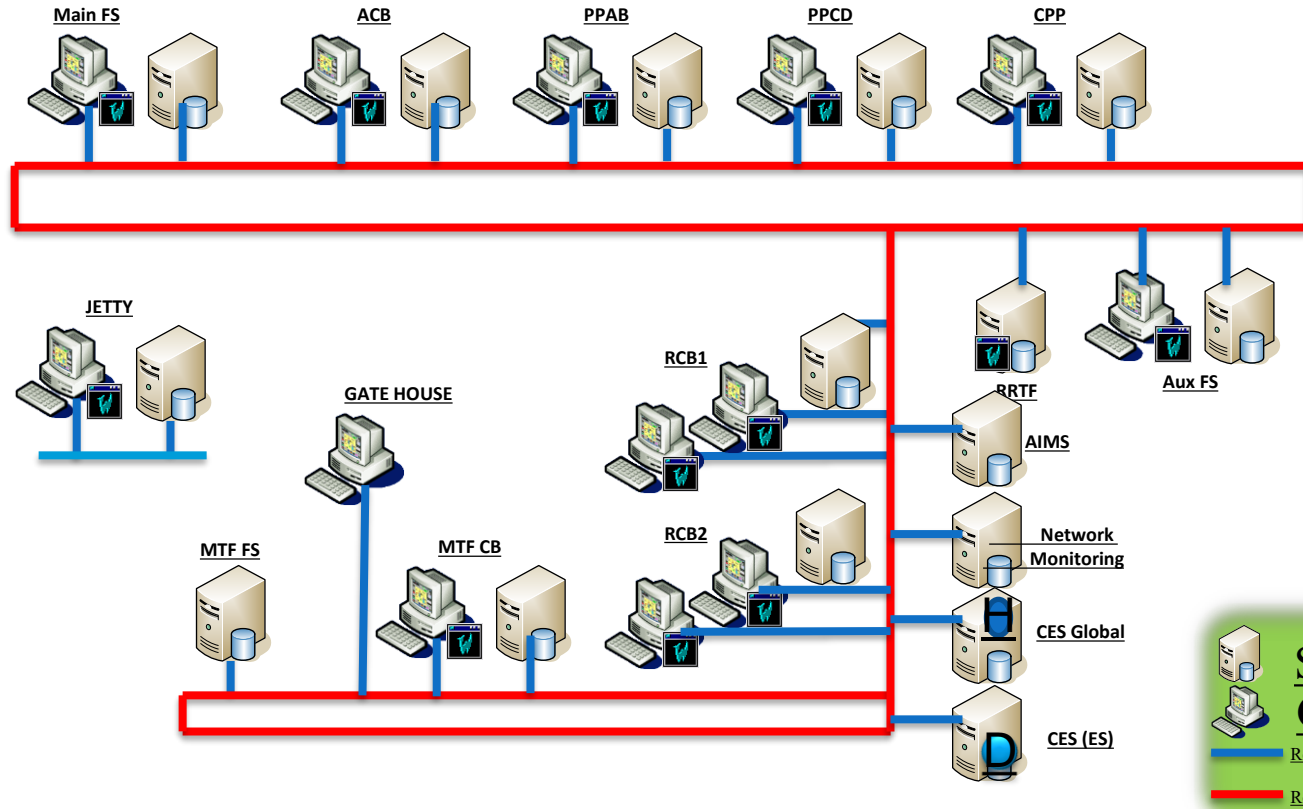 Main FS
ACB
PPAB
PPCD
CPP
JETTY
GATE HOUSE
RCB1
RRTF
Aux FS
AIMS
MTF FS
MTF CB
RCB2
Network
Monitoring
H
CES Global
D
CES (ES)
S
R
R